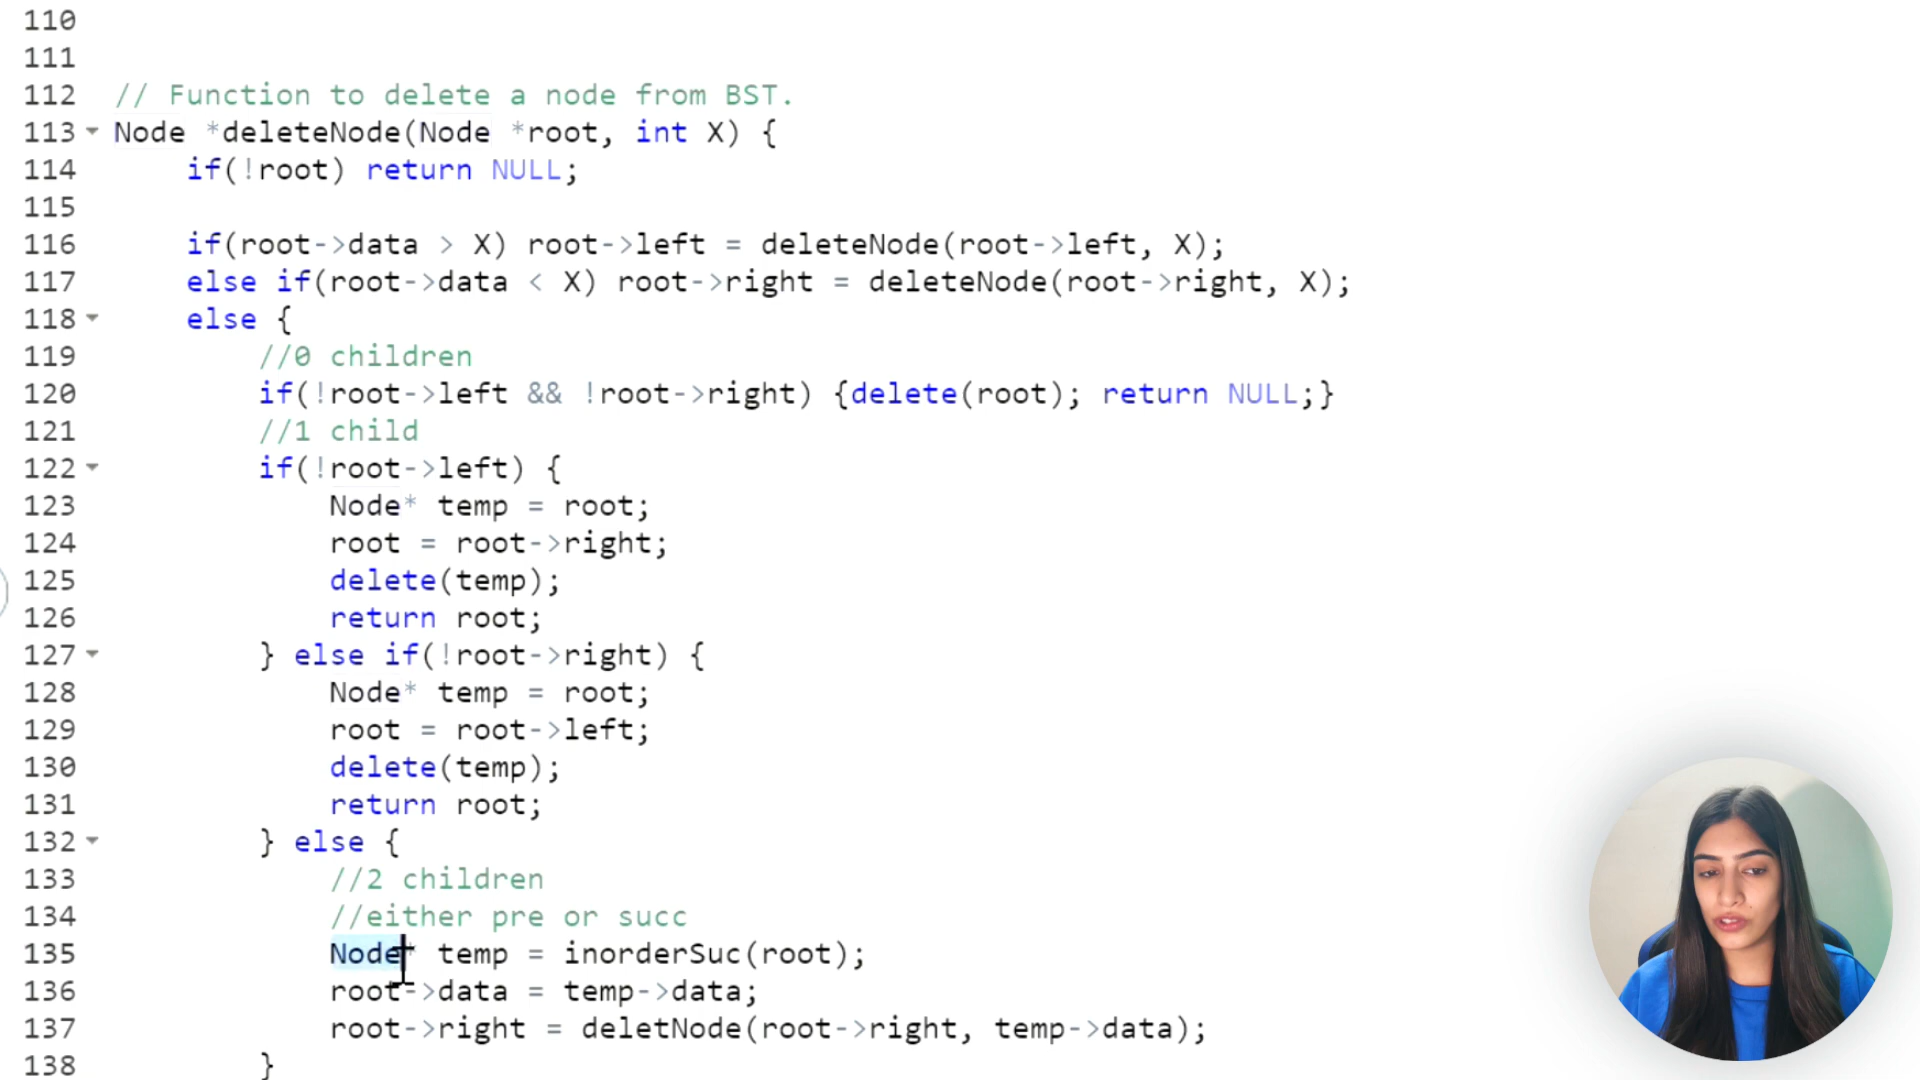 110
111
112 // Function to delete a node from BST.
113 Node *deleteNode(Node *root, int X) {
114 if(!root) return NULL;
115
116 if(root->data > X) root->left = deleteNode(root->left, X);
117 else if(root->data < X) root->right = deleteNode(root->right, X);
118 else {
119 //0 children
120 if(!root->left && !root->right) {delete(root); return NULL;}
121 //1 child
122 if(!root->left) {
123 Node* temp = root;
124 root = root->right;
125 delete(temp);
126 return root;
127 } else if(!root->right) {
128 Node* temp = root;
129 root = root->left;
130 delete(temp);
131 return root;
132 } else {
133 //2 children
134 //either pre or succ
135 Node* temp = inorderSuc(root);
136 root->data = temp->data;
137 root->right = deletNode(root->right, temp->data);
138 }